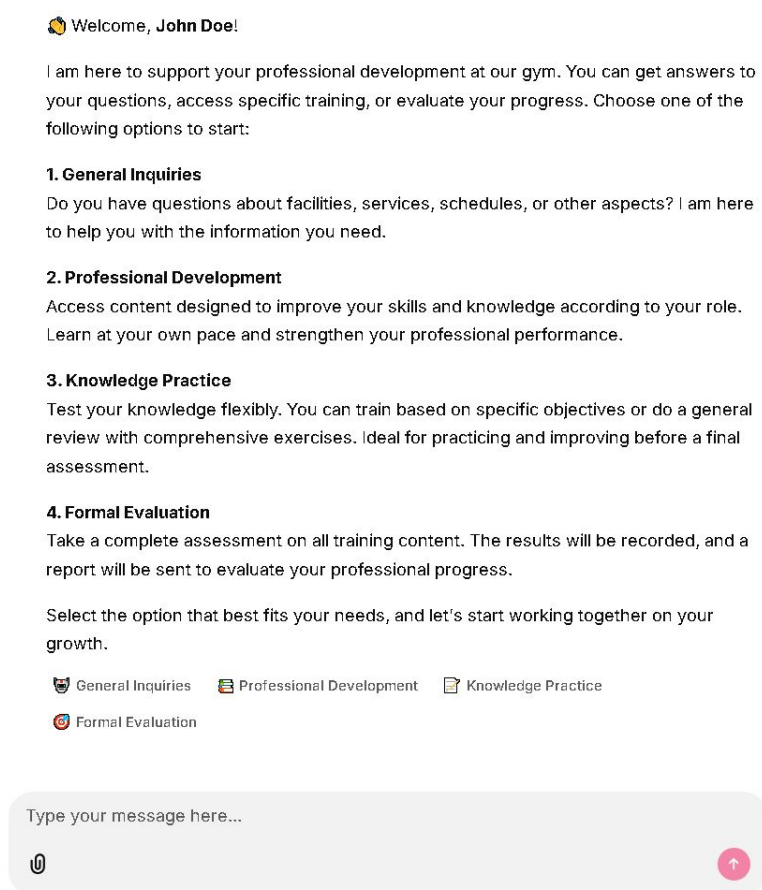 👋 Welcome, John Doe!
I am here to support your professional development at our gym. You can get answers to
your questions, access specific training, or evaluate your progress. Choose one of the
following options to start:
1. General Inquiries
Do you have questions about facilities, services, schedules, or other aspects? I am here
to help you with the information you need.
2. Professional Development
Access content designed to improve your skills and knowledge according to your role.
Learn at your own pace and strengthen your professional performance.
3. Knowledge Practice
Test your knowledge flexibly. You can train based on specific objectives or do a general
review with comprehensive exercises. Ideal for practicing and improving before a final
assessment.
4. Formal Evaluation
Take a complete assessment on all training content. The results will be recorded, and a
report will be sent to evaluate your professional progress.
Select the option that best fits your needs, and let's start working together on your
growth.
General Inquiries Professional Development Knowledge Practice
Formal Evaluation
Type your message here...